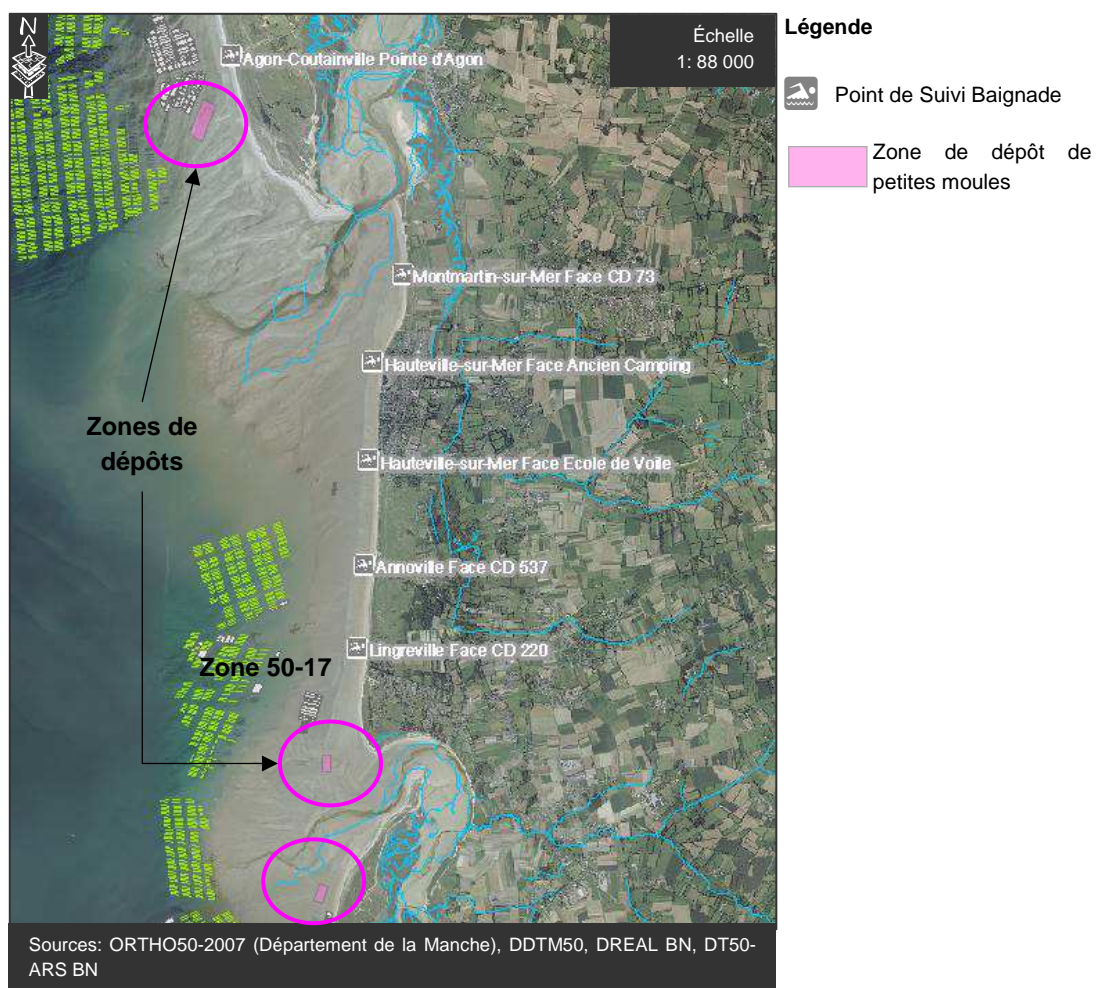 N
Échelle
1: 88 000
Légende
Point de Suivi Baignade
Zone de dépôt de
petites moules
Agon-Coutainville Pointe d'Agon
Montmartin-sur-Mer Face CD 73
Hauteville-sur-Mer Face Ancien Camping
Zones de
dépôts
Hauteville-sur-Mer Face Ecole de Voile
Annoville Face CD 537
Lingreville Face CD 220
Zone 50-17
Sources: ORTHO50-2007 (Département de la Manche), DDTM50, DREAL BN, DT50-
ARS BN